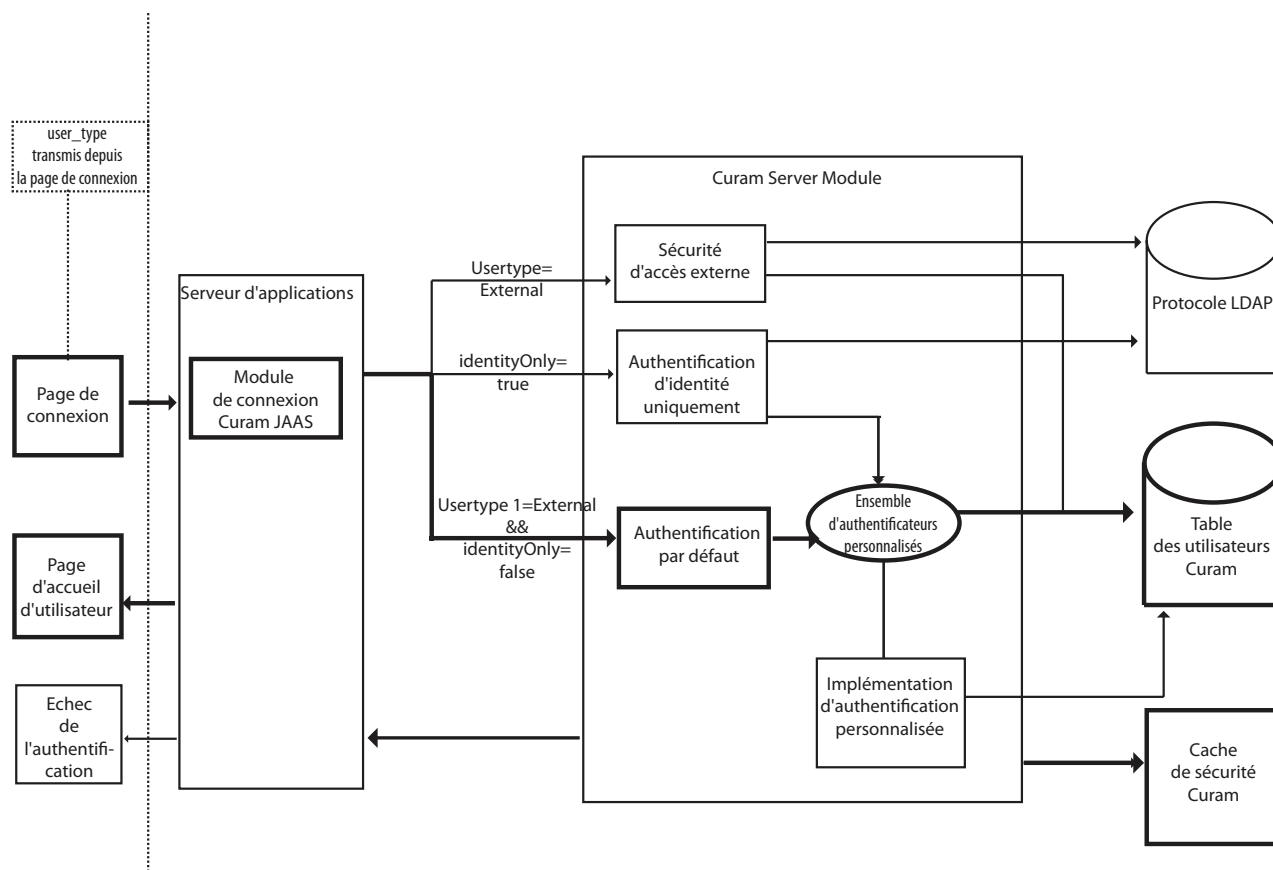 user_type
transmis depuis
la page de connexion
Curam Server Module
Sécurité
d'accès externe
Usertype=
External
Serveur d'applications
Protocole LDAP
identityOnly=
true
Authentification
d'identité
uniquement
Module
de connexion
Curam JAAS
Page de
connexion
Usertype 1=External
&&
identityOnly=
false
Authentification
par défaut
Ensemble
d'authentificateurs
personnalisés
Table
des utilisateurs
Curam
Page
d'accueil
d'utilisateur
Implémentation
d'authentification
personnalisée
Echec
de
l'authentifi-
cation
Cache
de sécurité
Curam